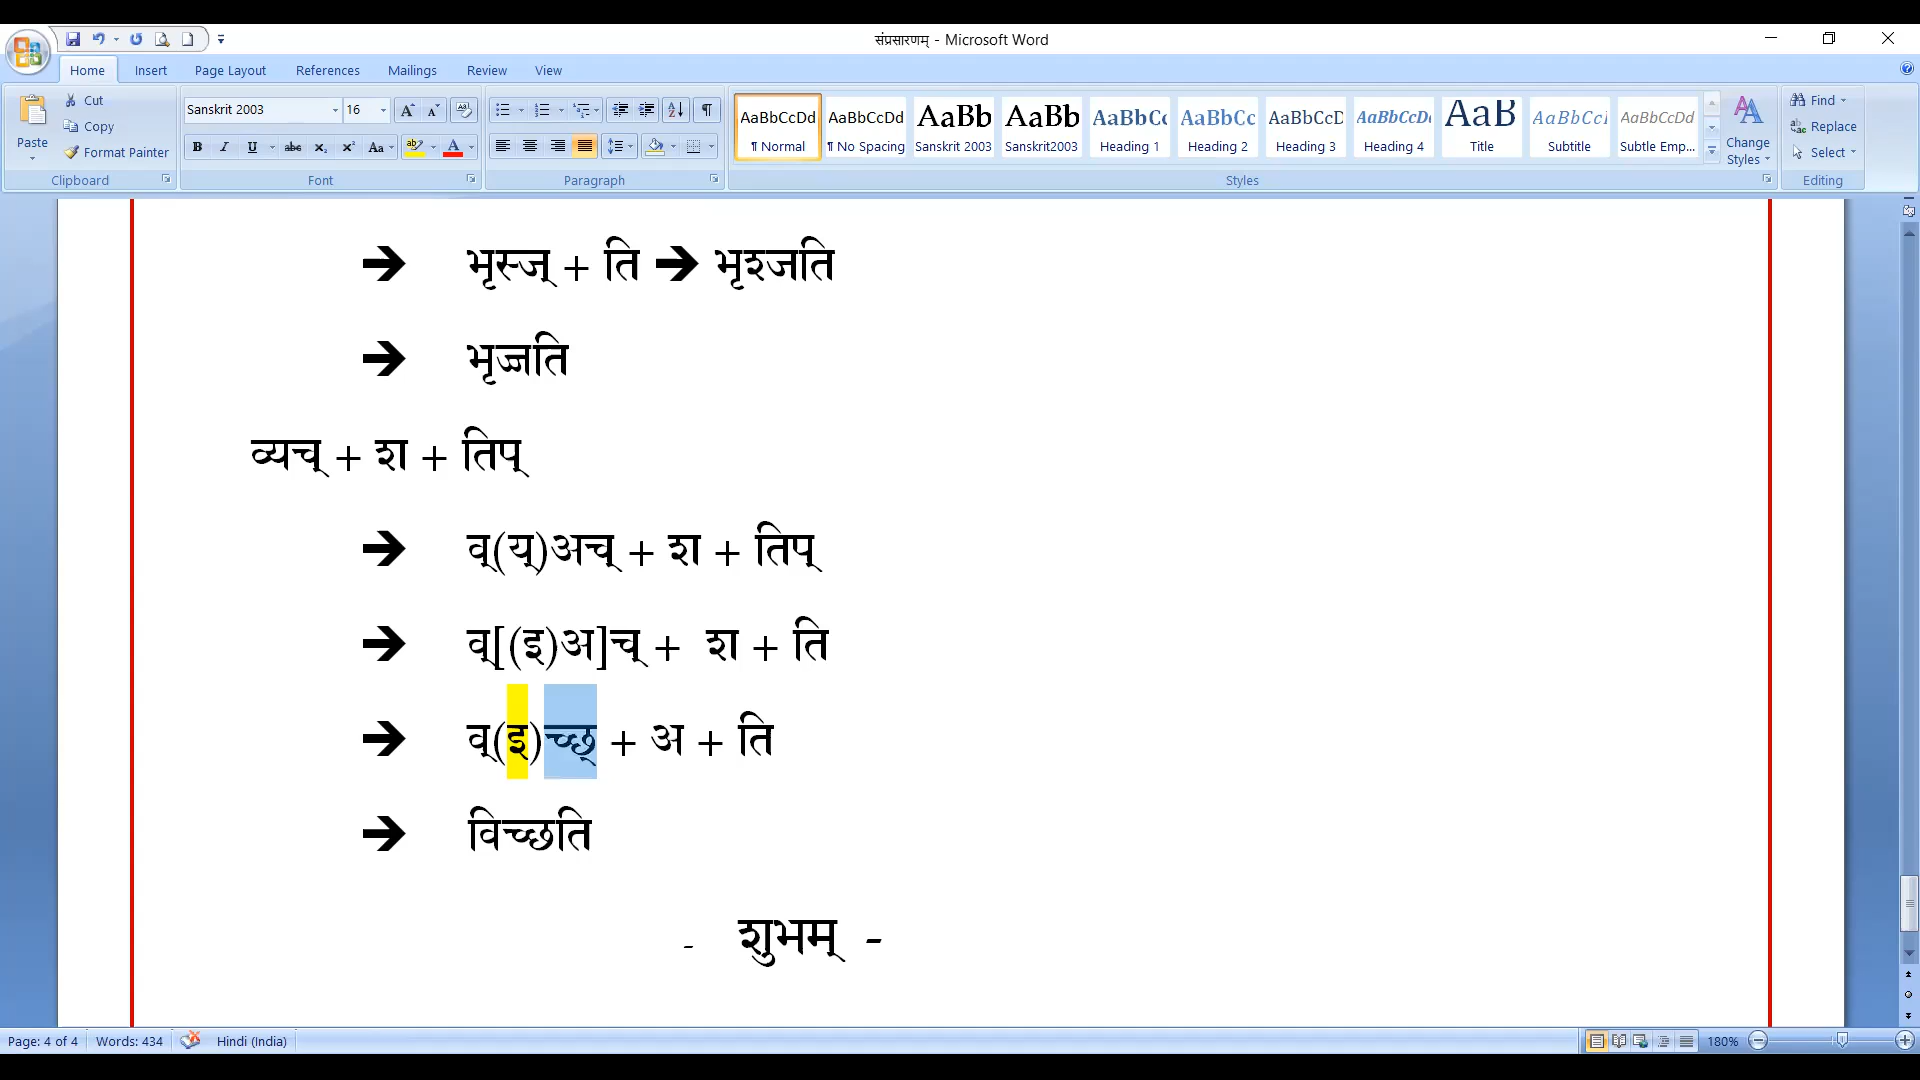 संप्रसारणम् - Microsoft Word
Home Insert Page Layout References Mailings Review View
Paste
Cut
Copy
Format Painter
Clipboard
Sanskrit 2003 16
Font
Paragraph
AaBbCcDd AaBbCcDd AaBb AaBb AaBbCc AaBbCc AaBbCcD AaBbCcDı AaB AaBbCcI AaBbCcDd
¶ Normal ¶ No Spacing Sanskrit 2003 Sanskrit2003 Heading 1 Heading 2 Heading 3 Heading 4 Title Subtitle Subtle Emp...
Styles
Change Styles
Find
Replace
Select
Editing
➔ भृस्ज् + ति ➔ भृश्जति
➔ भृज्जति
व्यच् + श + तिप्
➔ व्(य्)अच् + श + तिप्
➔ व्[(इ)अ]च् + श + ति
➔ व्(इ)च्छ् + अ + ति
➔ विच्छति
- शुभम् -
Page: 4 of 4 Words: 434 Hindi (India) 180%